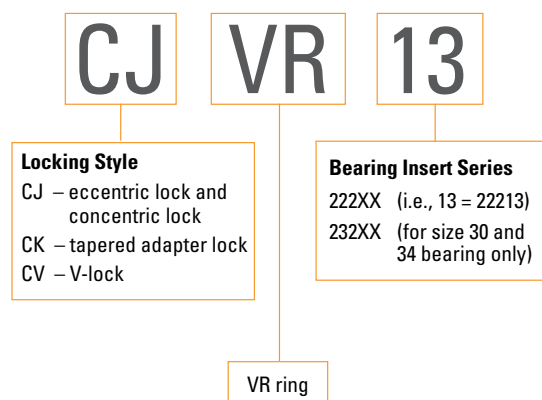 CJ VR 13
Locking Style
CJ – eccentric lock and
concentric lock
CK – tapered adapter lock
CV – V-lock
Bearing Insert Series
222XX (i.e., 13 = 22213)
232XX (for size 30 and
34 bearing only)
VR ring